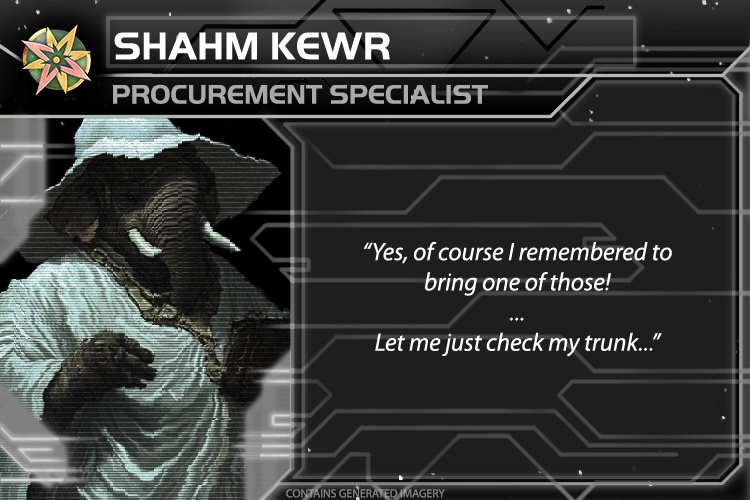 SHAHM KEWR
PROCUREMENT SPECIALIST
“Yes, of course I remembered to
bring one of those!
...
Let me just check my trunk...”
CONTAINS GENERATED IMAGERY